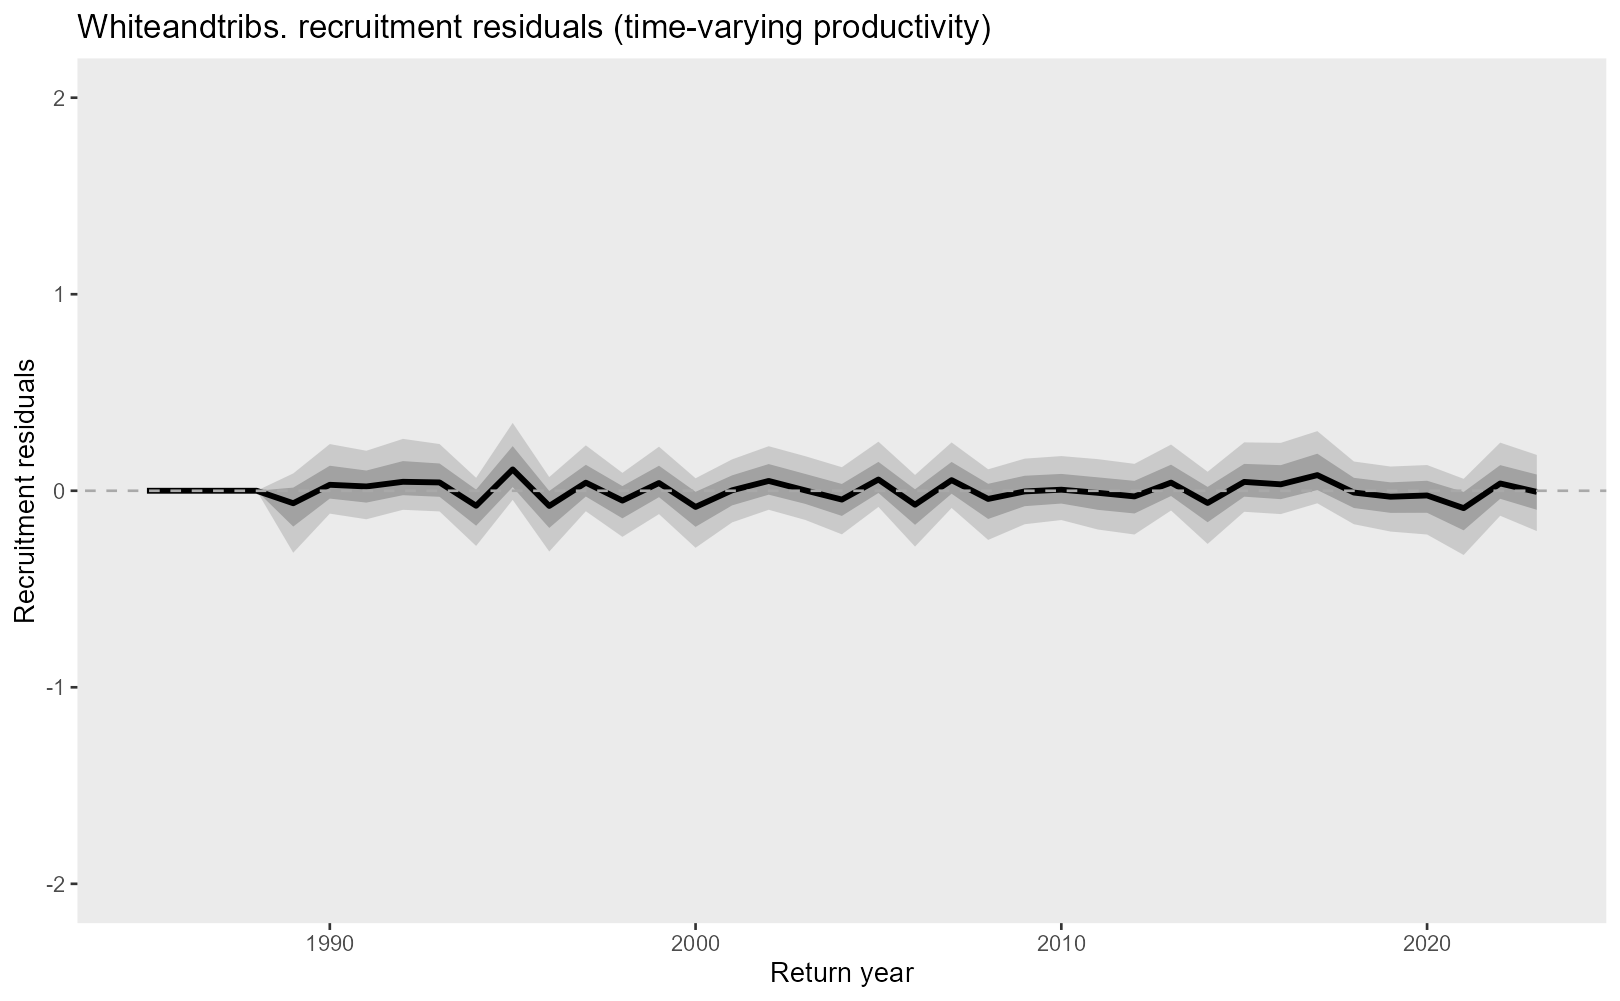 Whiteandtribs. recruitment residuals (time-varying productivity)
2
1
0
-1
-2
Recruitment residuals
1990 2000 2010 2020
Return year